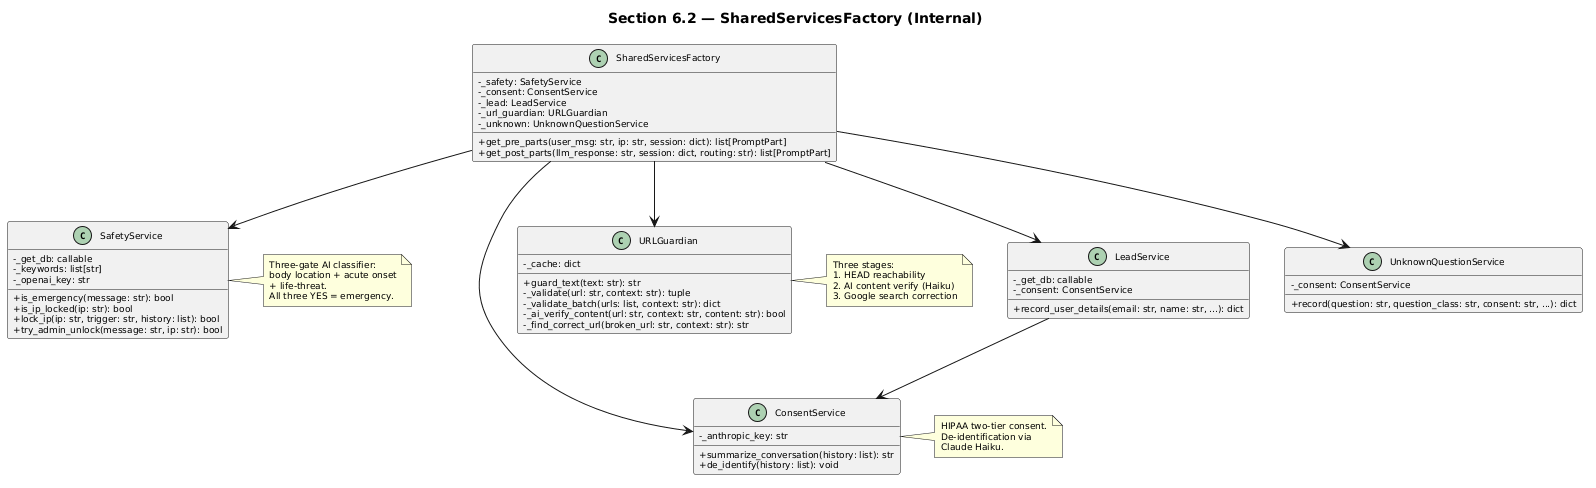 Section 6.2 — SharedServicesFactory (Internal)
C SharedServicesFactory
-_safety: SafetyService
-_consent: ConsentService
-_lead: LeadService
-_url_guardian: URLGuardian
-_unknown: UnknownQuestionService
+get_pre_parts(user_msg: str, ip: str, session: dict): list[PromptPart]
+get_post_parts(llm_response: str, session: dict, routing: str): list[PromptPart]
C SafetyService
-_get_db: callable
-_keywords: list[str]
-_openai_key: str
+is_emergency(message: str): bool
+is_ip_locked(ip: str): bool
+lock_ip(ip: str, trigger: str, history: list): bool
+try_admin_unlock(message: str, ip: str): bool
Three-gate AI classifier:
body location + acute onset
+ life-threat.
All three YES = emergency.
C URLGuardian
-_cache: dict
+guard_text(text: str): str
-_validate(url: str, context: str): tuple
-_validate_batch(urls: list, context: str): dict
-_ai_verify_content(url: str, context: str, content: str): bool
-_find_correct_url(broken_url: str, context: str): str
Three stages:
1. HEAD reachability
2. AI content verify (Haiku)
3. Google search correction
C LeadService
-_get_db: callable
-_consent: ConsentService
+record_user_details(email: str, name: str, ...): dict
C UnknownQuestionService
-_consent: ConsentService
+record(question: str, question_class: str, consent: str, ...): dict
C ConsentService
-_anthropic_key: str
+summarize_conversation(history: list): str
+de_identify(history: list): void
HIPAA two-tier consent.
De-identification via
Claude Haiku.